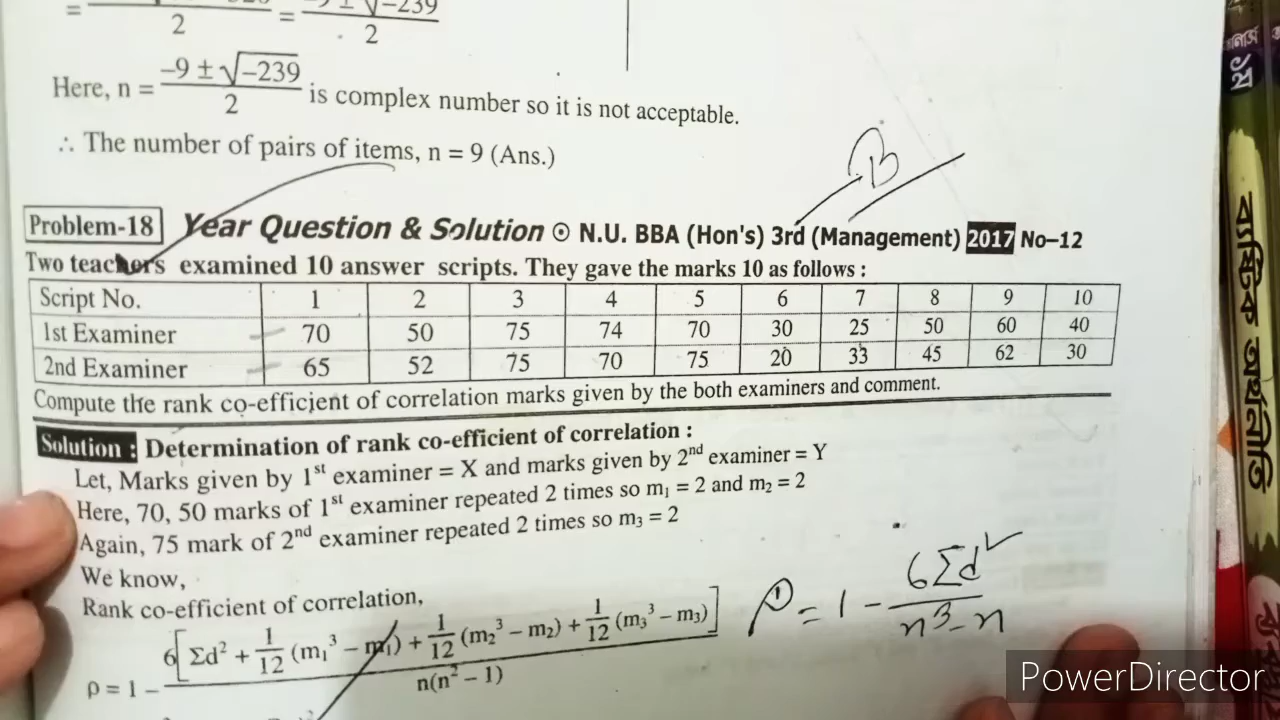 = 2 = −9 ± √−239 / 2
Here, n = −9 ± √−239 / 2 is complex number so it is not acceptable.
∴ The number of pairs of items, n = 9 (Ans.)
B
Problem-18 Year Question & Solution ⊙ N.U. BBA (Hon's) 3rd (Management) 2017 No–12
Two teachers examined 10 answer scripts. They gave the marks 10 as follows :
Script No. 1 2 3 4 5 6 7 8 9 10
1st Examiner 70 50 75 74 70 30 25 50 60 40
2nd Examiner 65 52 75 70 75 20 33 45 62 30
Compute the rank co-efficient of correlation marks given by the both examiners and comment.
Solution : Determination of rank co-efficient of correlation :
Let, Marks given by 1st examiner = X and marks given by 2nd examiner = Y
Here, 70, 50 marks of 1st examiner repeated 2 times so m₁ = 2 and m₂ = 2
Again, 75 mark of 2nd examiner repeated 2 times so m₃ = 2
We know,
Rank co-efficient of correlation,
ρ = 1 − 6[Σd² + 1/12 (m₁³ − m₁) + 1/12 (m₂³ − m₂) + 1/12 (m₃³ − m₃)] / n(n² − 1)
ρ = 1 − 6Σd² / n³ − n
ব্যষ্টিক অর্থনীতি
১ম
PowerDirector